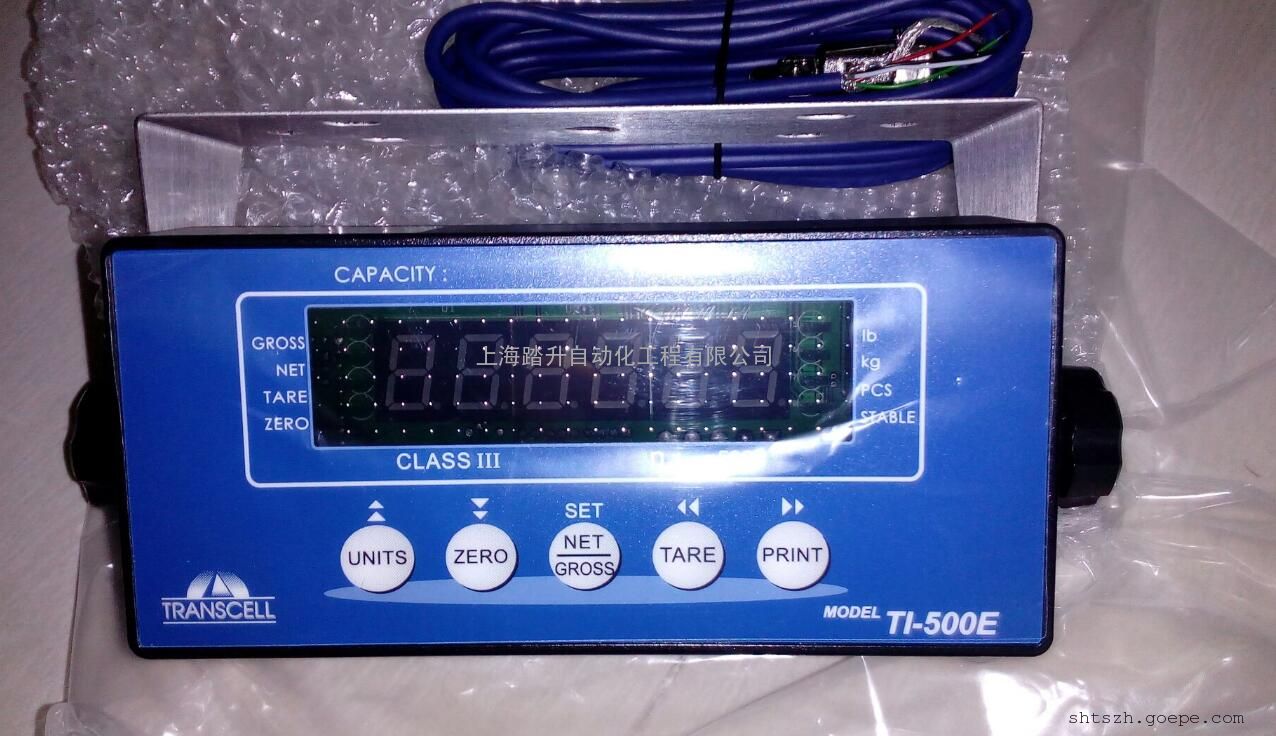 CAPACITY :
GROSS
NET
TARE
ZERO
上海踏升自动化工程有限公司
lb
kg
PCS
STABLE
CLASS III
SET
UNITS
ZERO
NET
GROSS
TARE
PRINT
TRANSCELL
MODEL TI-500E
shtszh.goepe.com